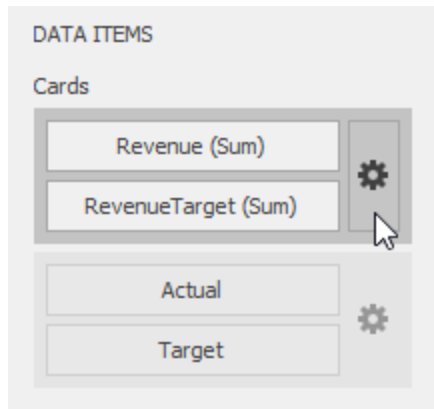 DATA ITEMS
Cards
Revenue (Sum)
RevenueTarget (Sum)
Actual
Target